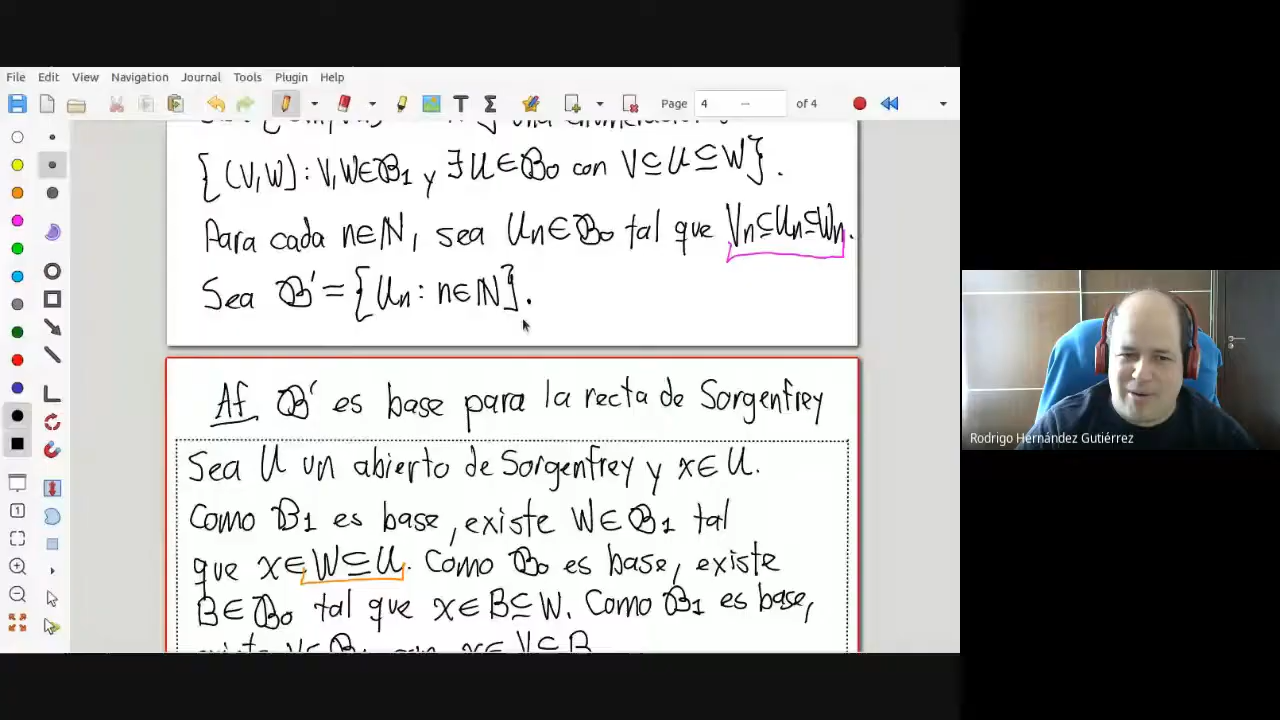 File Edit View Navigation Journal Tools Plugin Help
Page 4 of 4
{(V,W): V,W∈ℬ₁ y ∃U∈ℬ₀ con V⊆U⊆W}.
Para cada n∈ℕ, sea Uₙ∈ℬ₀ tal que Vₙ⊆Uₙ⊆Wₙ.
Sea ℬ' = {Uₙ: n∈ℕ}.
Af. ℬ' es base para la recta de Sorgenfrey
Sea U un abierto de Sorgenfrey y x∈U.
Como ℬ₁ es base, existe W∈ℬ₁ tal
que x∈W⊆U. Como ℬ₀ es base, existe
B∈ℬ₀ tal que x∈B⊆W. Como ℬ₁ es base,
Rodrigo Hernández Gutiérrez